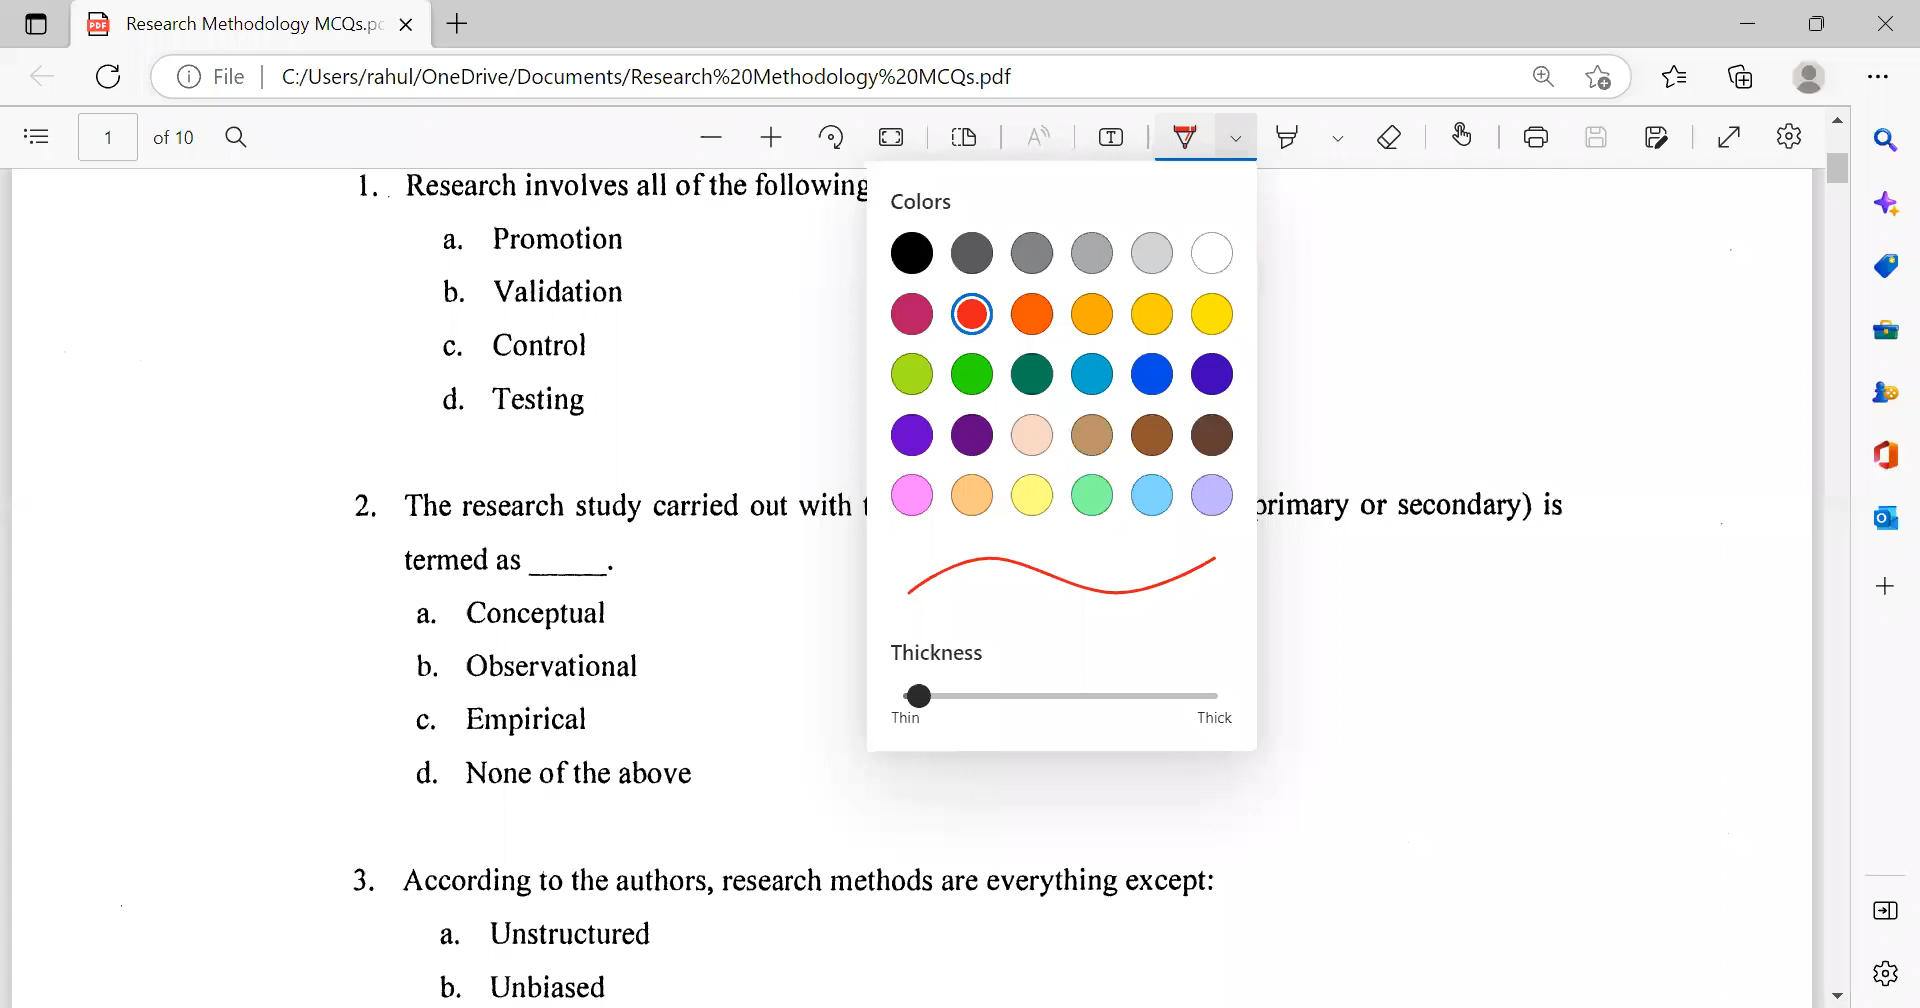 Research Methodology MCQs.pd
File
C:/Users/rahul/OneDrive/Documents/Research%20Methodology%20MCQs.pdf
1 of 10
1. Research involves all of the following
a. Promotion
b. Validation
c. Control
d. Testing
2. The research study carried out with primary or secondary) is
termed as _____.
a. Conceptual
b. Observational
c. Empirical
d. None of the above
3. According to the authors, research methods are everything except:
a. Unstructured
b. Unbiased
Colors
Thickness
Thin Thick